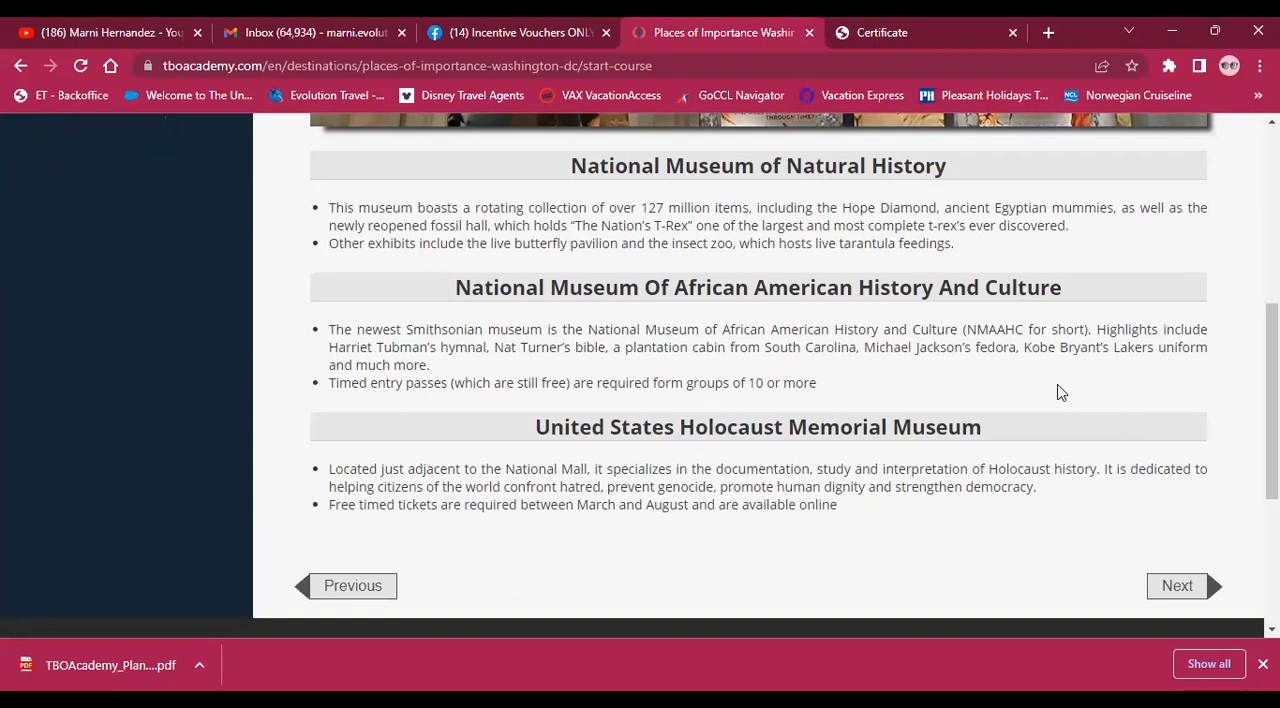 (186) Marni Hernandez - You
Inbox (64,934) - marni.evolut
(14) Incentive Vouchers ONLY
Places of Importance Washin
Certificate
tboacademy.com/en/destinations/places-of-importance-washington-dc/start-course
ET - Backoffice
Welcome to The Un...
Evolution Travel -...
Disney Travel Agents
VAX VacationAccess
GoCCL Navigator
Vacation Express
PH
Pleasant Holidays: T...
NCL
Norwegian Cruiseline
THROUGH TIME
National Museum of Natural History
• This museum boasts a rotating collection of over 127 million items, including the Hope Diamond, ancient Egyptian mummies, as well as the
newly reopened fossil hall, which holds “The Nation's T-Rex” one of the largest and most complete t-rex's ever discovered.
• Other exhibits include the live butterfly pavilion and the insect zoo, which hosts live tarantula feedings.
National Museum Of African American History And Culture
• The newest Smithsonian museum is the National Museum of African American History and Culture (NMAAHC for short). Highlights include
Harriet Tubman's hymnal, Nat Turner's bible, a plantation cabin from South Carolina, Michael Jackson's fedora, Kobe Bryant's Lakers uniform
and much more.
• Timed entry passes (which are still free) are required form groups of 10 or more
United States Holocaust Memorial Museum
• Located just adjacent to the National Mall, it specializes in the documentation, study and interpretation of Holocaust history. It is dedicated to
helping citizens of the world confront hatred, prevent genocide, promote human dignity and strengthen democracy.
• Free timed tickets are required between March and August and are available online
Previous
Next
PDF
TBOAcademy_Plan....pdf
Show all